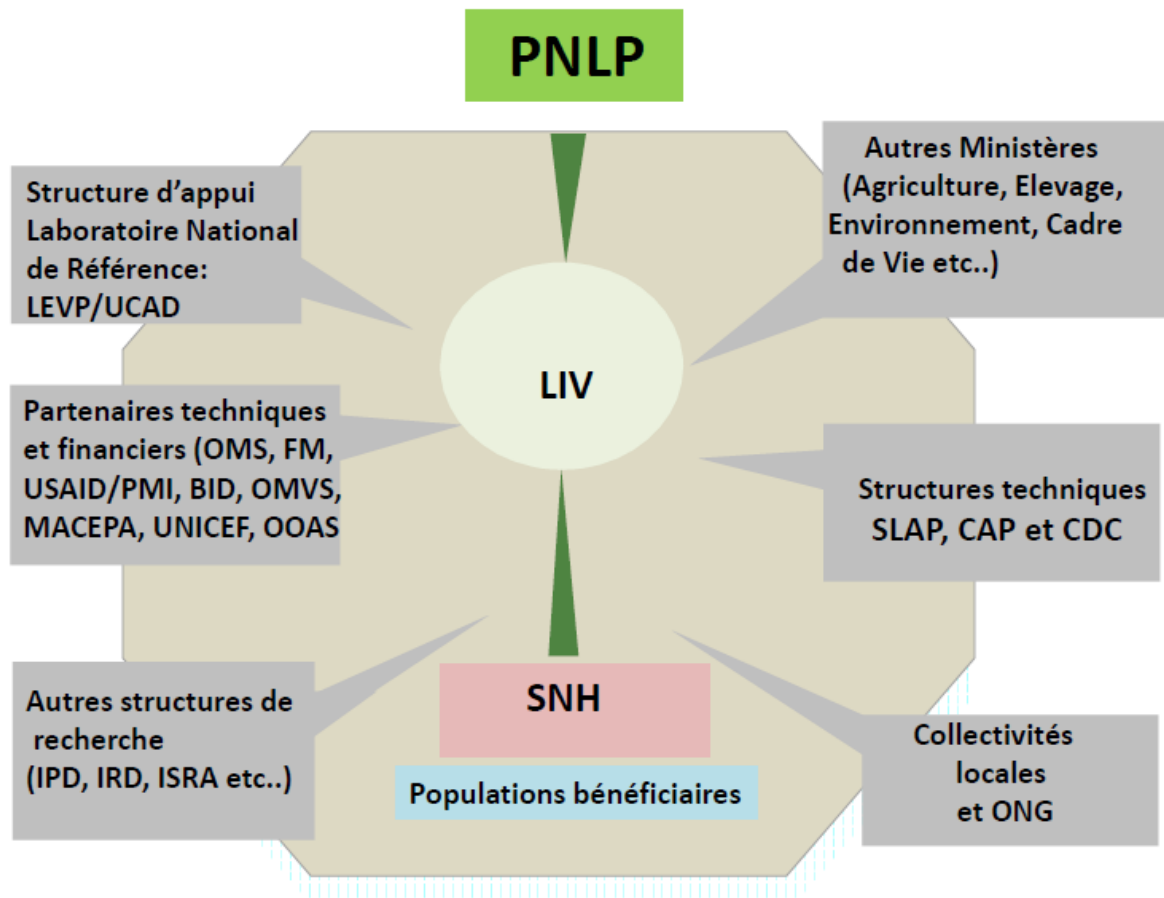 PNLP
Structure d’appui
Laboratoire National
de Référence:
LEVP/UCAD
Autres Ministères
(Agriculture, Elevage,
Environnement, Cadre
de Vie etc..)
LIV
Partenaires techniques
et financiers (OMS, FM,
USAID/PMI, BID, OMVS,
MACEPA, UNICEF, OOAS
Structures techniques
SLAP, CAP et CDC
Autres structures de
recherche
(IPD, IRD, ISRA etc..)
SNH
Populations bénéficiaires
Collectivités
locales
et ONG